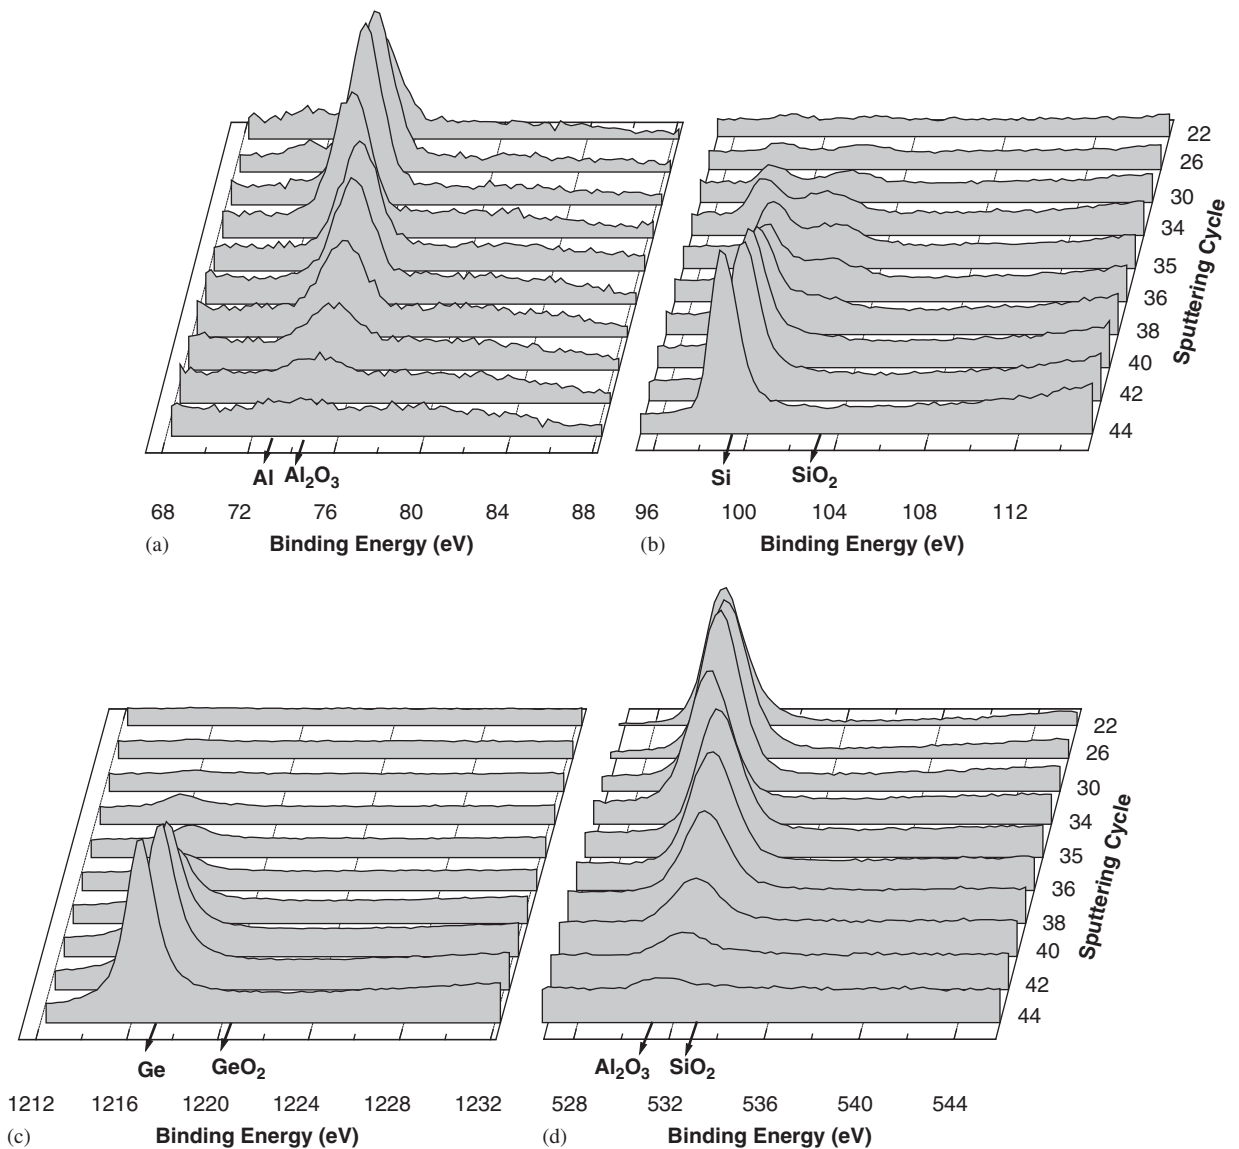 22
26
30
34
35
36
38
40
42
44
Sputtering Cycle
Al Al2O3
Si SiO2
68 72 76 80 84 88
96 100 104 108 112
(a) Binding Energy (eV)
(b) Binding Energy (eV)
22
26
30
34
35
36
38
40
42
44
Sputtering Cycle
Ge GeO2
Al2O3 SiO2
1212 1216 1220 1224 1228 1232
528 532 536 540 544
(c) Binding Energy (eV)
(d) Binding Energy (eV)